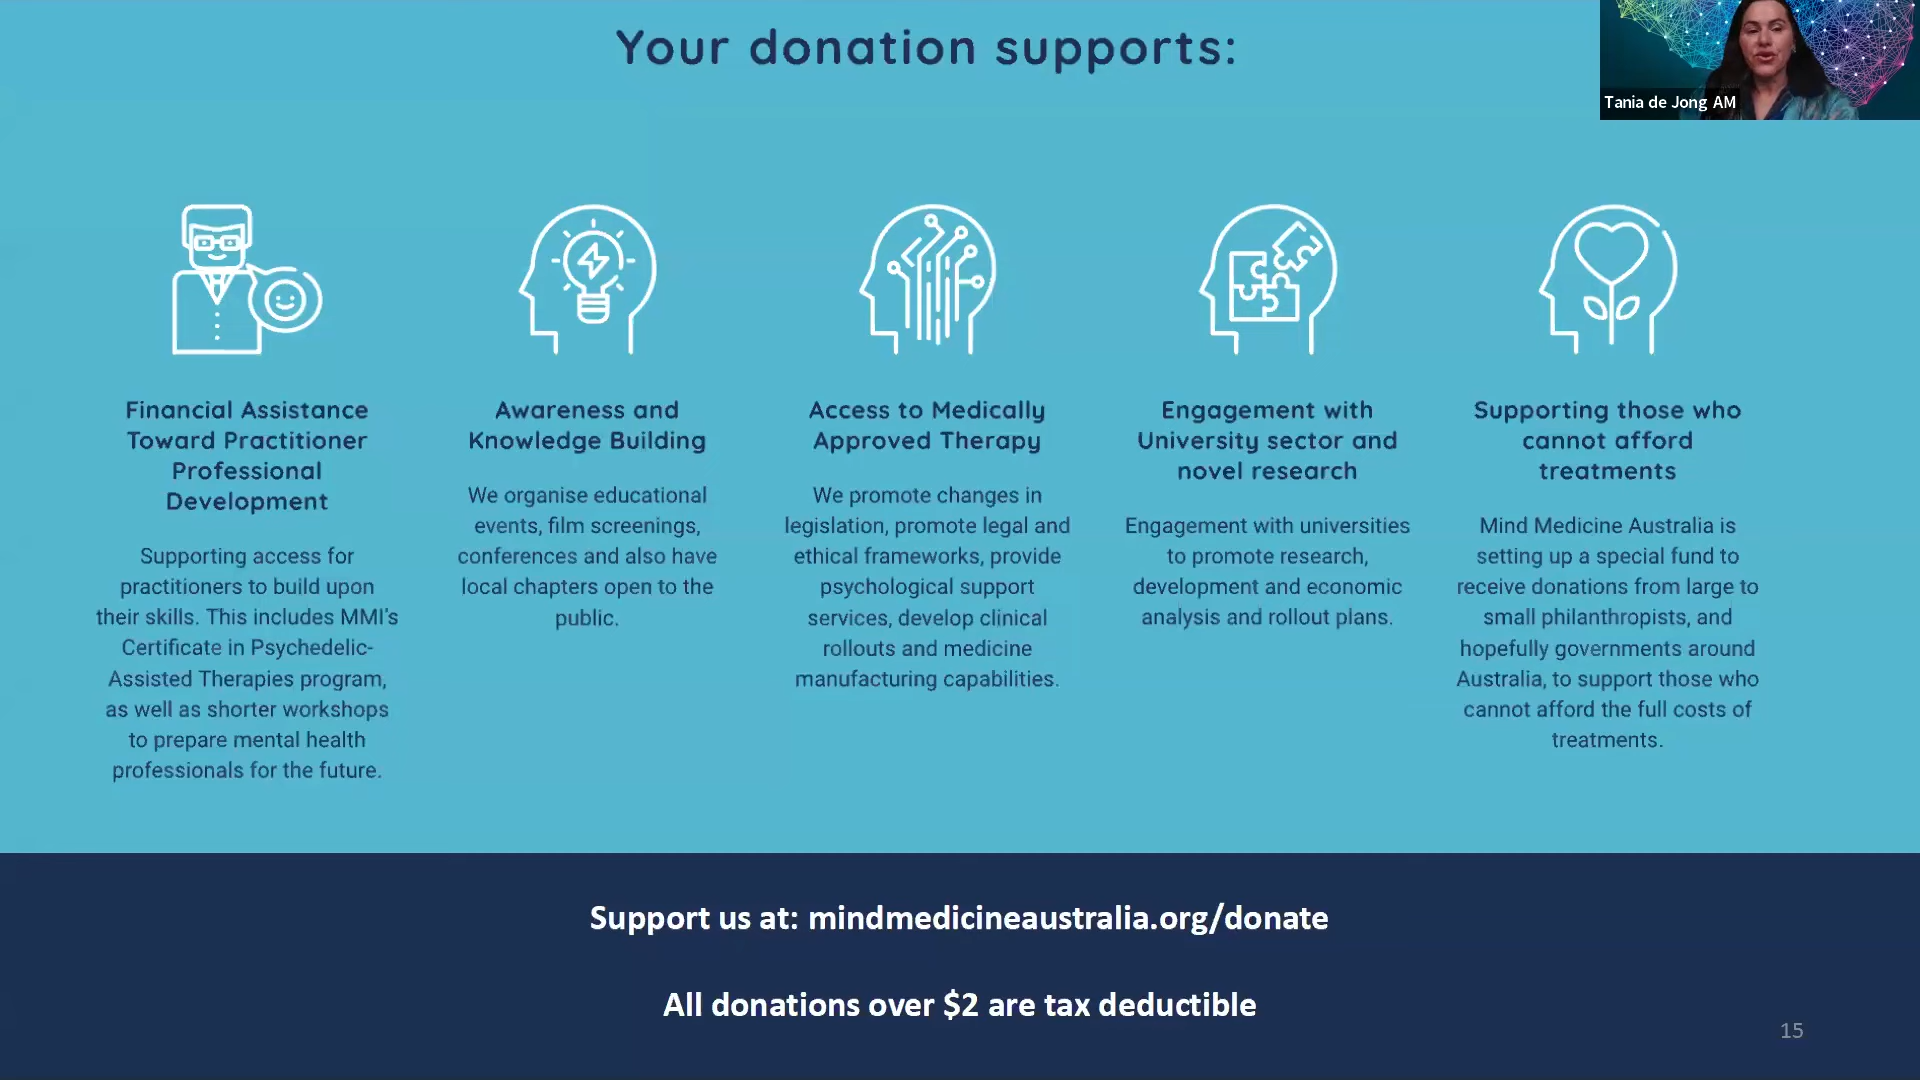 Your donation supports:
Tania de Jong AM
Financial Assistance
Toward Practitioner
Professional
Development
Supporting access for
practitioners to build upon
their skills. This includes MMI's
Certificate in Psychedelic-
Assisted Therapies program,
as well as shorter workshops
to prepare mental health
professionals for the future.
Awareness and
Knowledge Building
We organise educational
events, film screenings,
conferences and also have
local chapters open to the
public.
Access to Medically
Approved Therapy
We promote changes in
legislation, promote legal and
ethical frameworks, provide
psychological support
services, develop clinical
rollouts and medicine
manufacturing capabilities.
Engagement with
University sector and
novel research
Engagement with universities
to promote research,
development and economic
analysis and rollout plans.
Supporting those who
cannot afford
treatments
Mind Medicine Australia is
setting up a special fund to
receive donations from large to
small philanthropists, and
hopefully governments around
Australia, to support those who
cannot afford the full costs of
treatments.
Support us at: mindmedicineaustralia.org/donate
All donations over $2 are tax deductible
15